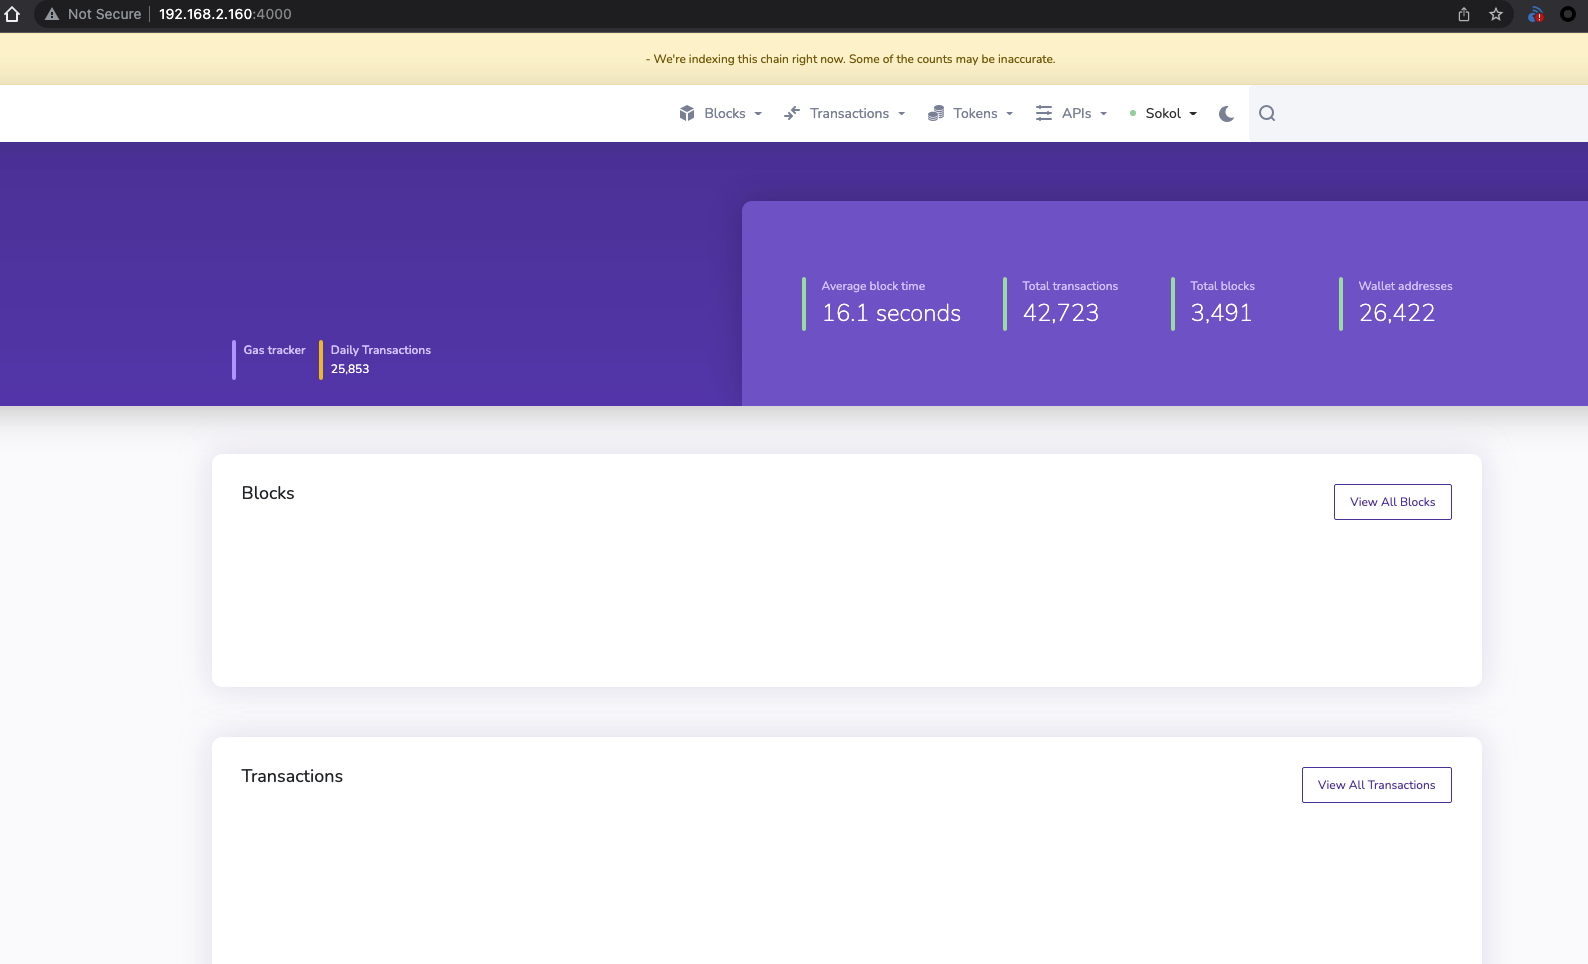 Not Secure 192.168.2.160:4000
- We're indexing this chain right now. Some of the counts may be inaccurate.
Blocks Transactions Tokens APIs Sokol
Average block time Total transactions Total blocks Wallet addresses
16.1 seconds 42,723 3,491 26,422
Gas tracker Daily Transactions
25,853
Blocks View All Blocks
Transactions View All Transactions